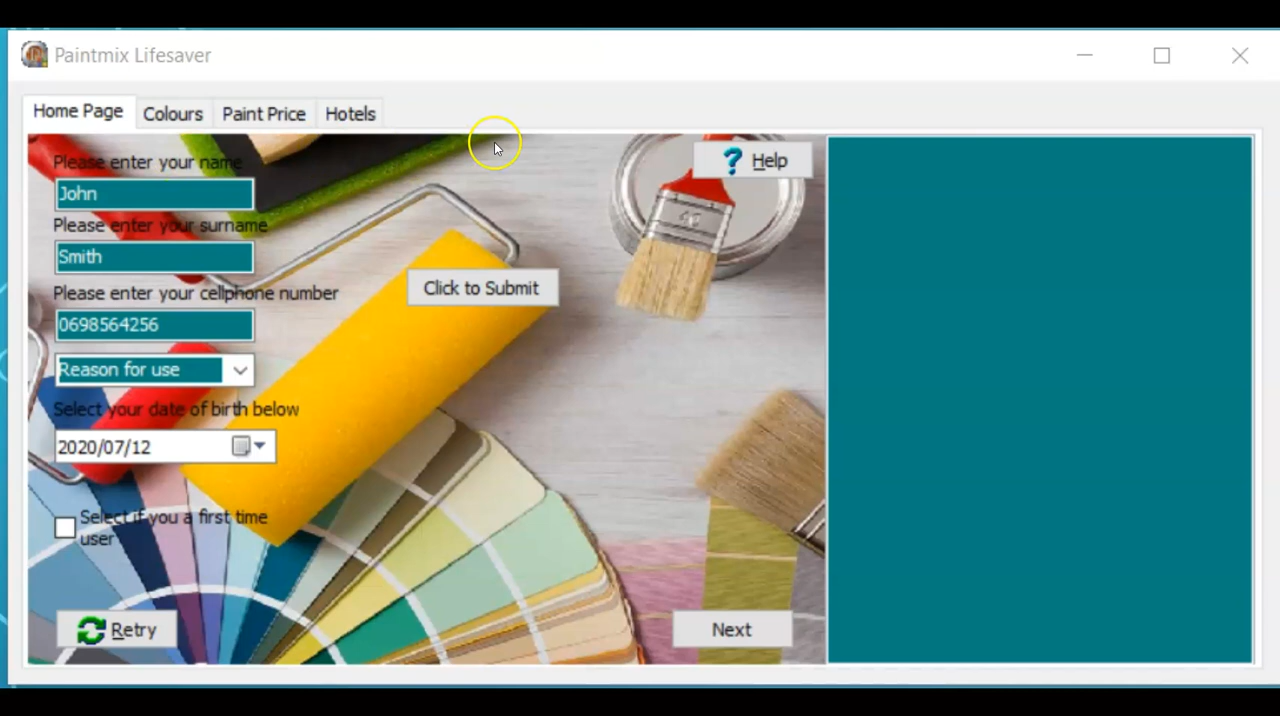 Paintmix Lifesaver
Home Page Colours Paint Price Hotels
Please enter your name
John
Please enter your surname
Smith
Please enter your cellphone number
0698564256
Reason for use
Select your date of birth below
2020/07/12
Select if you a first time
user
Retry
Click to Submit
Help
Next